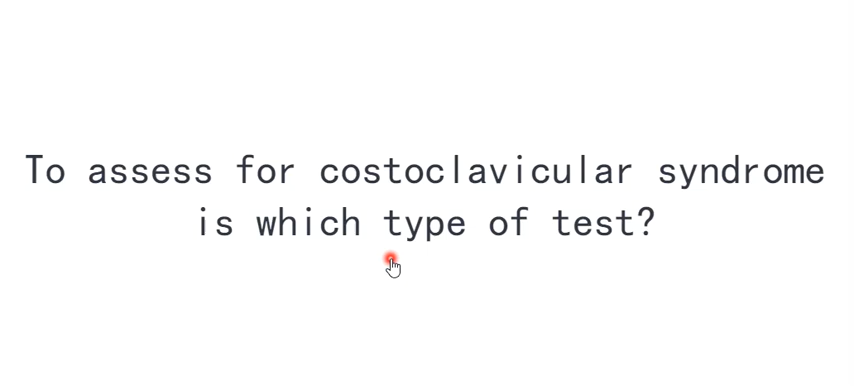 To assess for costoclavicular syndrome
is which type of test?